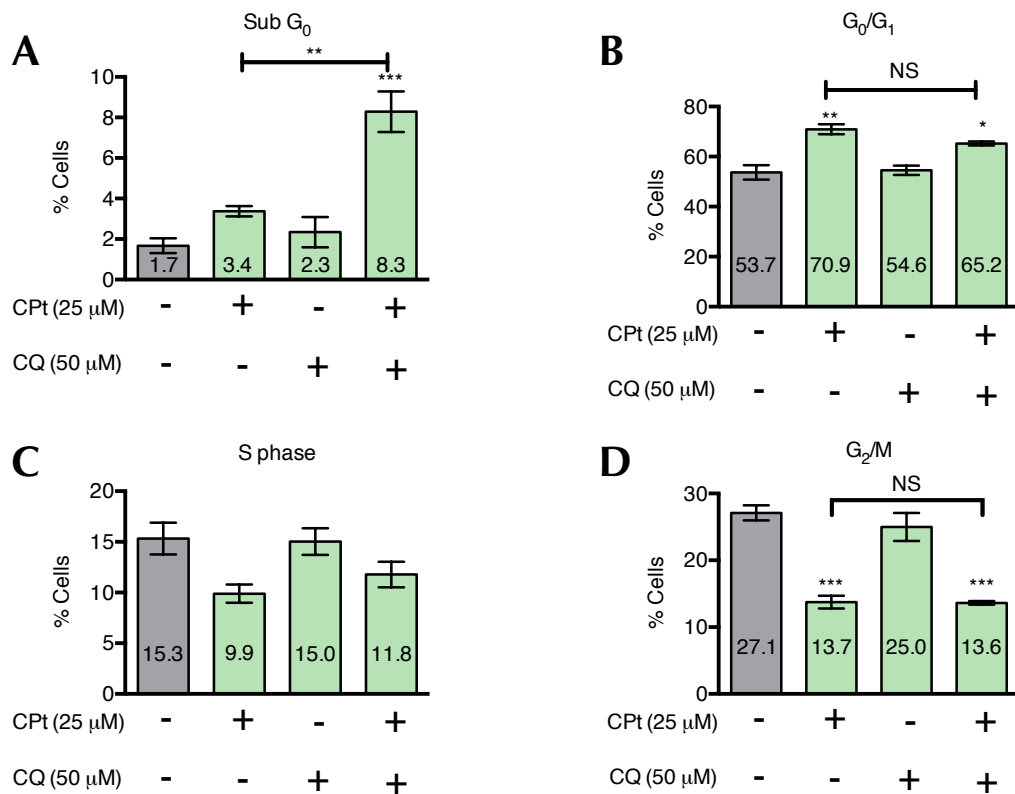 A
Sub G₀
**
***
10
8
6
4
2
0
% Cells
1.7 3.4 2.3 8.3
CPt (25 μM) - + - +
CQ (50 μM) - - + +
B
G₀/G₁
NS
**
*
80
60
40
20
0
% Cells
53.7 70.9 54.6 65.2
CPt (25 μM) - + - +
CQ (50 μM) - - + +
C
S phase
20
15
10
5
0
% Cells
15.3 9.9 15.0 11.8
CPt (25 μM) - + - +
CQ (50 μM) - - + +
D
G₂/M
NS
*** ***
30
20
10
0
% Cells
27.1 13.7 25.0 13.6
CPt (25 μM) - + - +
CQ (50 μM) - - + +